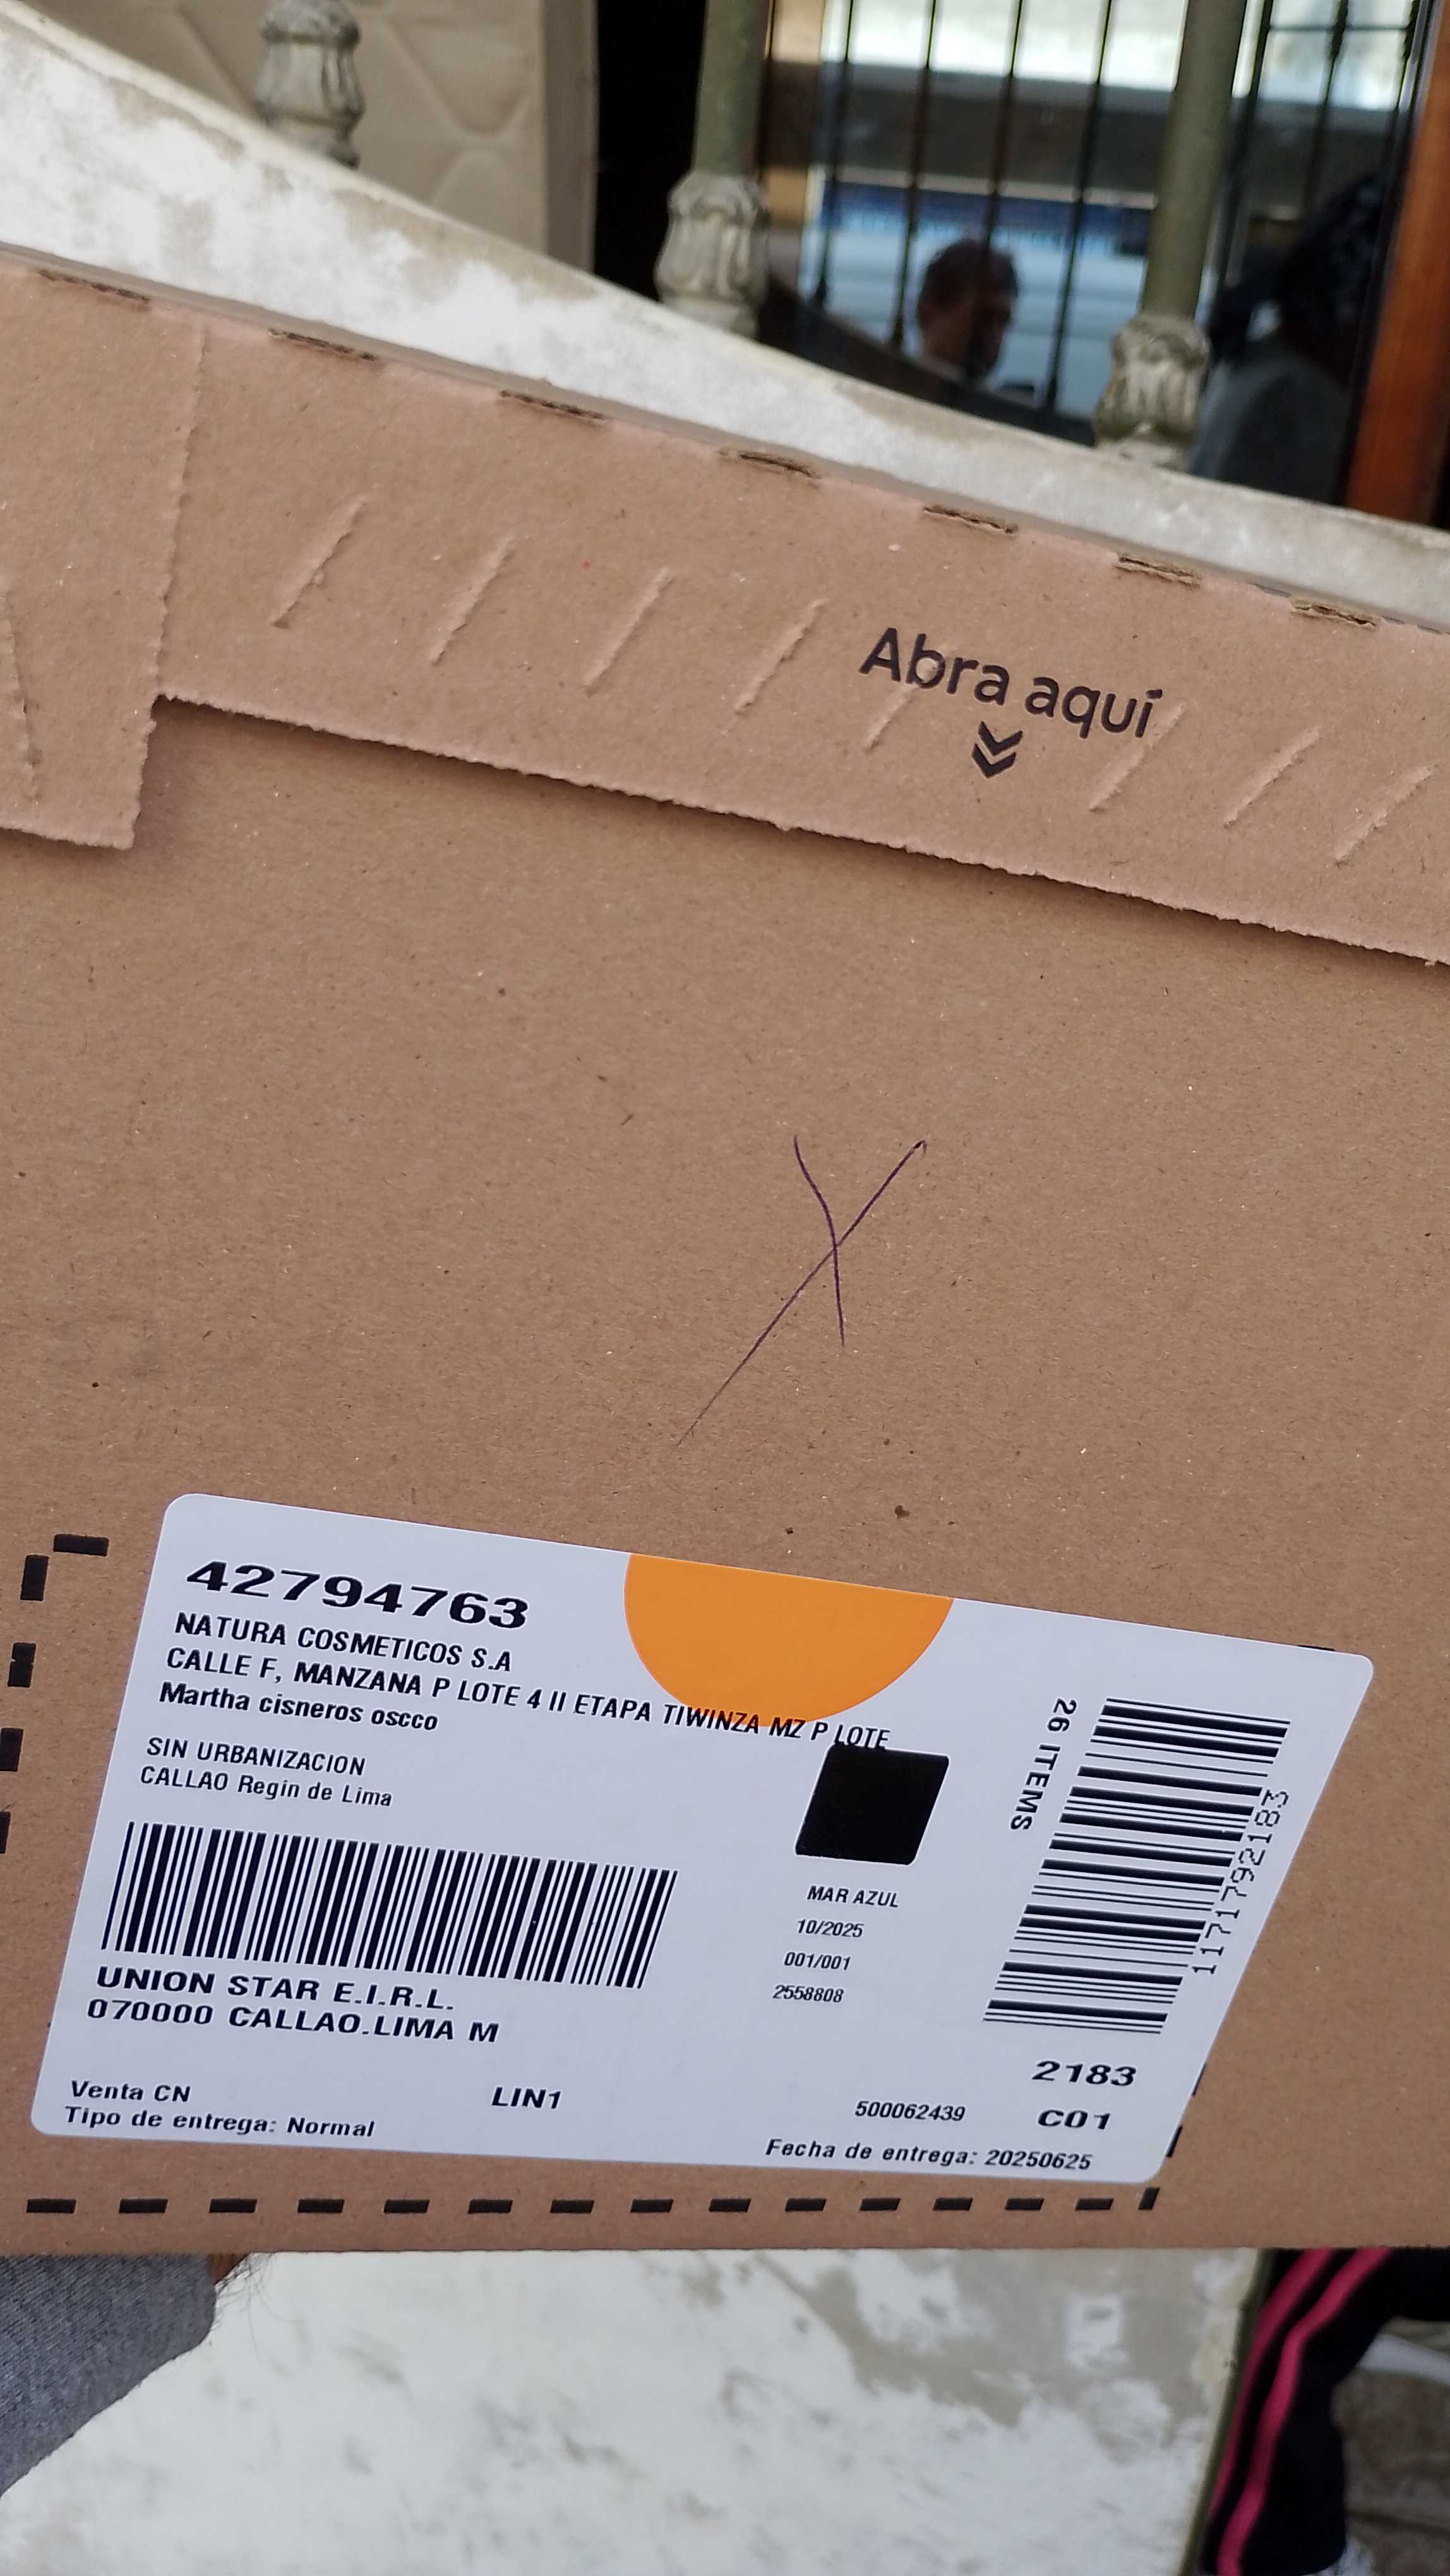 Abra aquí
X
42794763
NATURA COSMETICOS S.A
CALLE F, MANZANA P LOTE 4 II ETAPA TIWINZA MZ P LOTE
Martha cisneros oscco
SIN URBANIZACION
CALLAO Regin de Lima
UNION STAR E.I.R.L.
070000 CALLAO.LIMA M
Venta CN
Tipo de entrega: Normal
LIN1
MAR AZUL
10/2025
001/001
2558808
26 ITEMS
11717972183
2183
500062439
C01
Fecha de entrega: 20250625